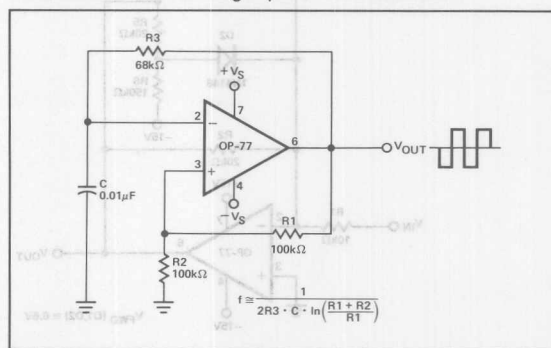 R3
68kΩ
+VS
7
2
−
OP-77
6
VOUT
3
+
4
−VS
C
0.01μF
R1
100kΩ
R2
100kΩ
f ≅ 1
2R3 · C · ln(R1 + R2
R1)